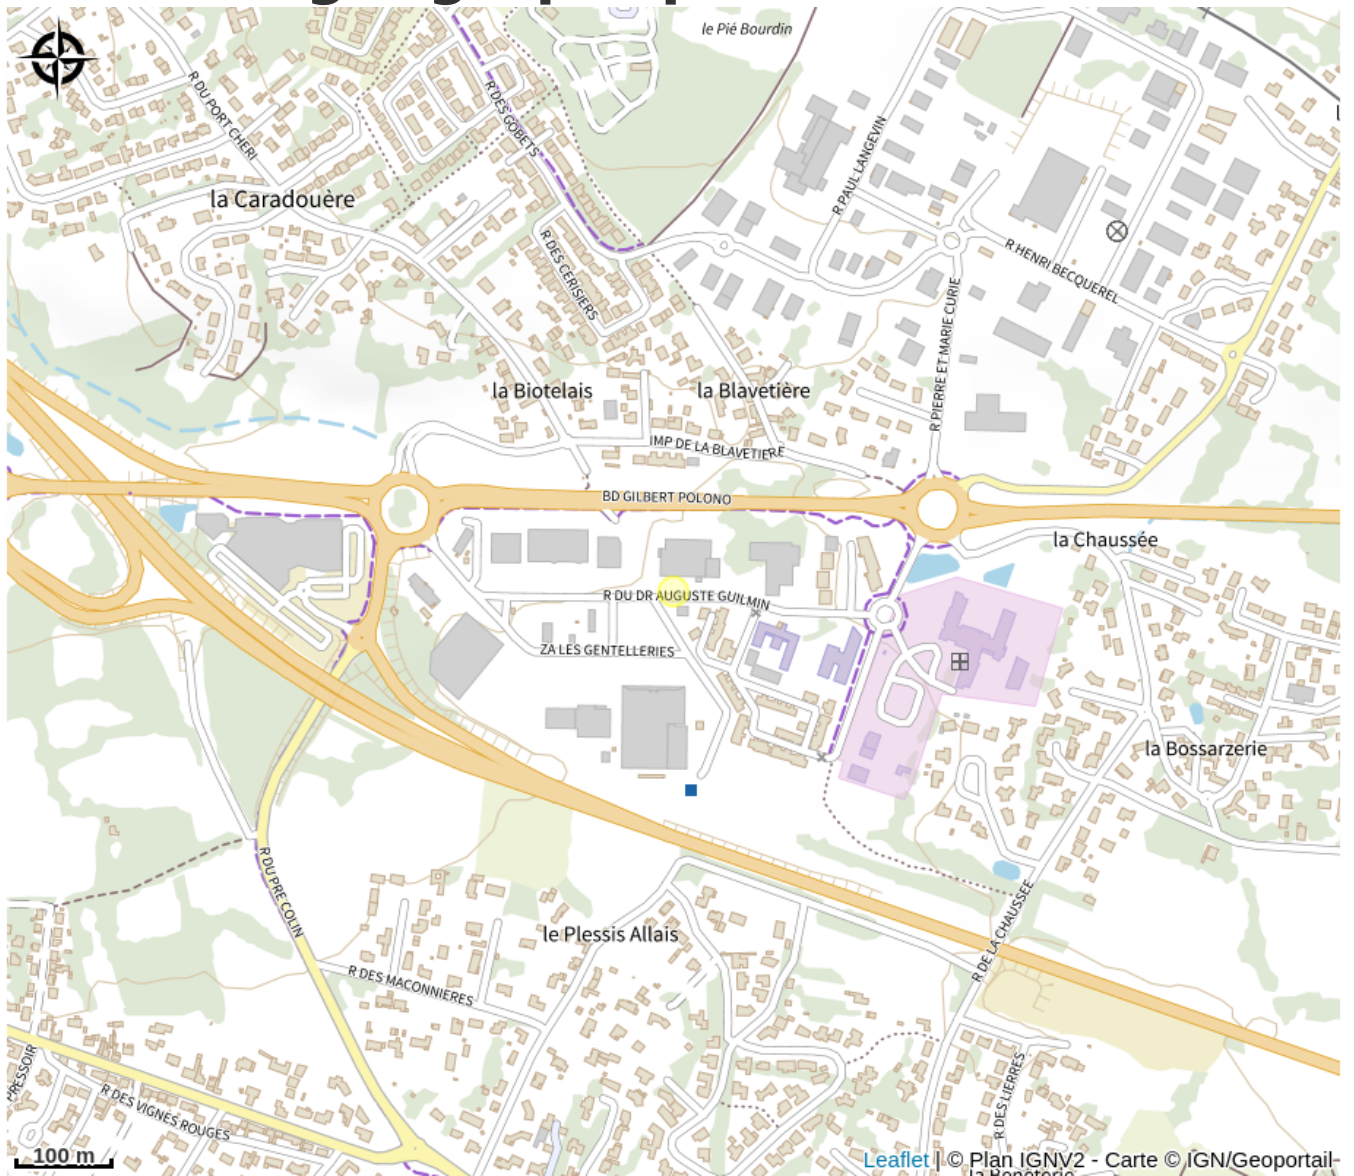 le Pié Bourdin
R DU PORT CHERI
R DES GOBETS
R PAUL LANGEVIN
la Caradouère
R DES CERISIERS
R HENRI BECQUEREL
R PIERRE ET MARIE CURIE
la Biotelais
la Blavetière
IMP DE LA BLAVETIERE
BD GILBERT POLONO
la Chaussée
R DU DR AUGUSTE GUILMIN
ZA LES GENTELLERIES
la Bossarzerie
R DU PRE COLIN
le Plessis Allais
R DE LA CHAUSSEE
R DES MACONNIERES
PRESSOIR
R DES VIGNES ROUGES
R DES LIERRES
100 m
Leaflet | © Plan IGNV2 - Carte © IGN/Geoportail